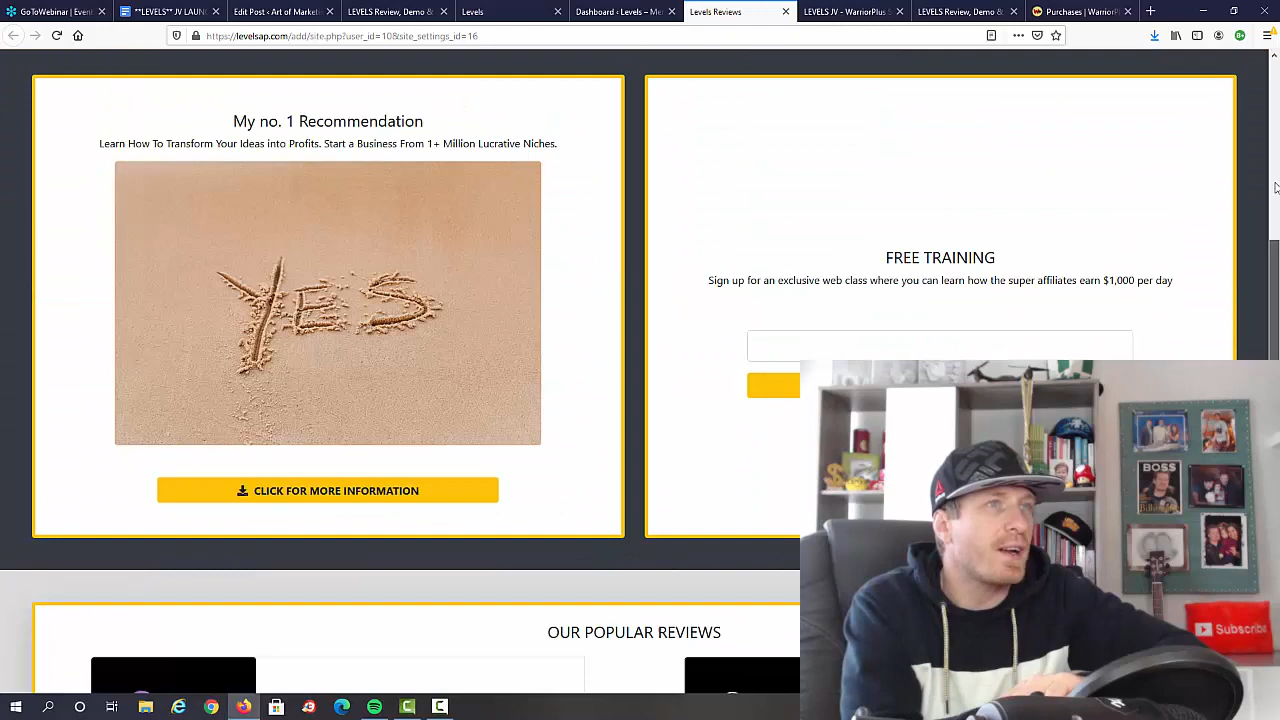 GoToWebinar | Event
**LEVELS** JV LAUNC
Edit Post ‹ Art of Marketi
LEVELS Review, Demo &
Levels
Dashboard ‹ Levels – Me
Levels Reviews
LEVELS JV - WarriorPlus S
LEVELS Review, Demo &
Purchases | WarriorPl
https://levelsap.com/add/site.php?user_id=10&site_settings_id=16
My no. 1 Recommendation
Learn How To Transform Your Ideas into Profits. Start a Business From 1+ Million Lucrative Niches.
YES
CLICK FOR MORE INFORMATION
FREE TRAINING
Sign up for an exclusive web class where you can learn how the super affiliates earn $1,000 per day
OUR POPULAR REVIEWS
BOSS
Subscribe